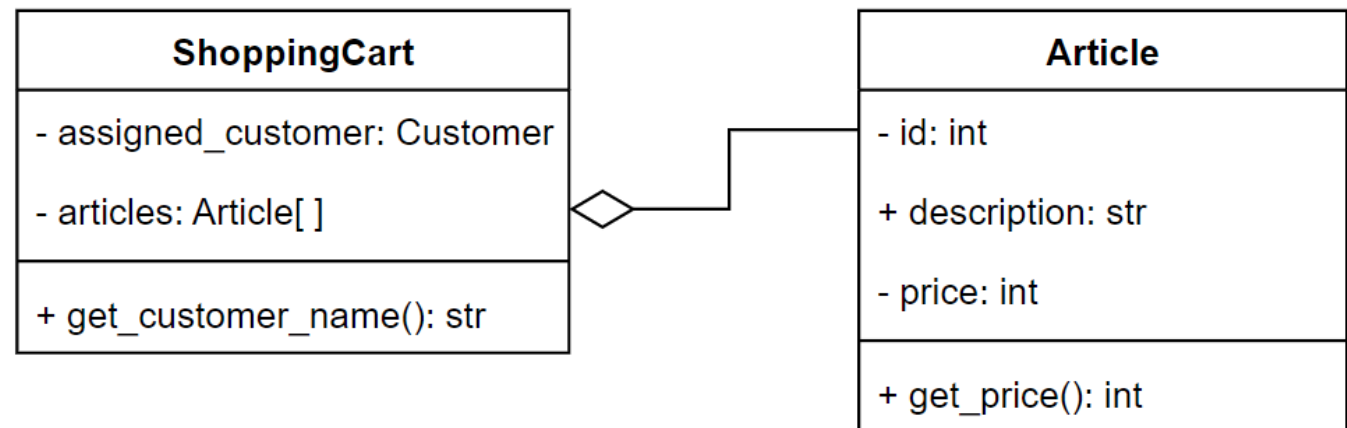 ShoppingCart
- assigned_customer: Customer
- articles: Article[ ]
+ get_customer_name(): str
Article
- id: int
+ description: str
- price: int
+ get_price(): int